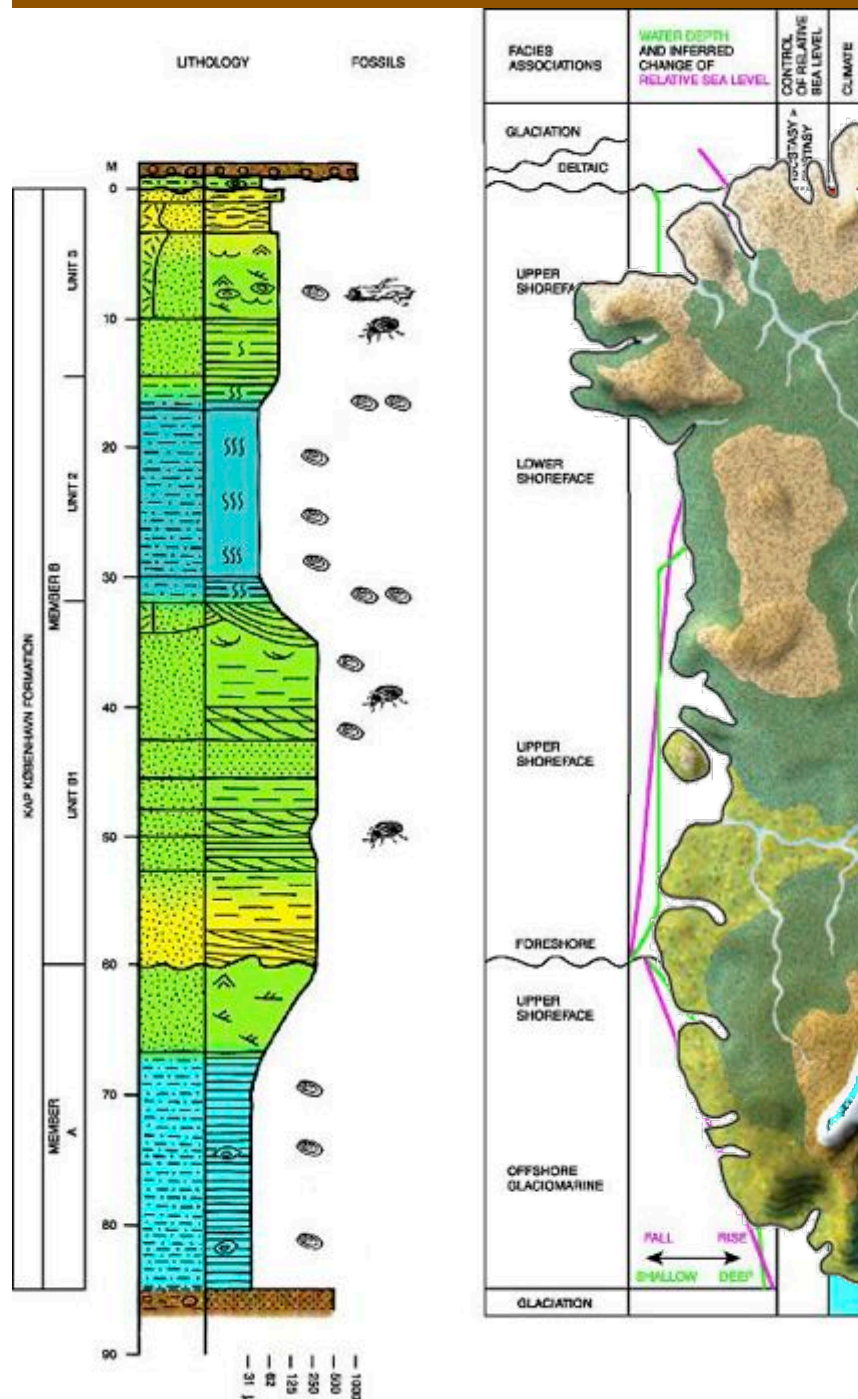 LITHOLOGY
FOSSILS
M
0
10
20
30
40
50
60
70
80
90
KAP KØBENHAVN FORMATION
MEMBER B
MEMBER
A
UNIT 3
UNIT 2
UNIT B1
31
62
125
250
500
1000
FACIES
ASSOCIATIONS
WATER DEPTH
AND INFERRED
CHANGE OF
RELATIVE SEA LEVEL
CONTROL
OF RELATIVE
SEA LEVEL
CLIMATE
GLACIATION
DELTAIC
UPPER
SHOREFA
LOWER
SHOREFACE
UPPER
SHOREFACE
FORESHORE
UPPER
SHOREFACE
OFFSHORE
GLACIOMARINE
FALL RISE
SHALLOW DEEP
GLACIATION